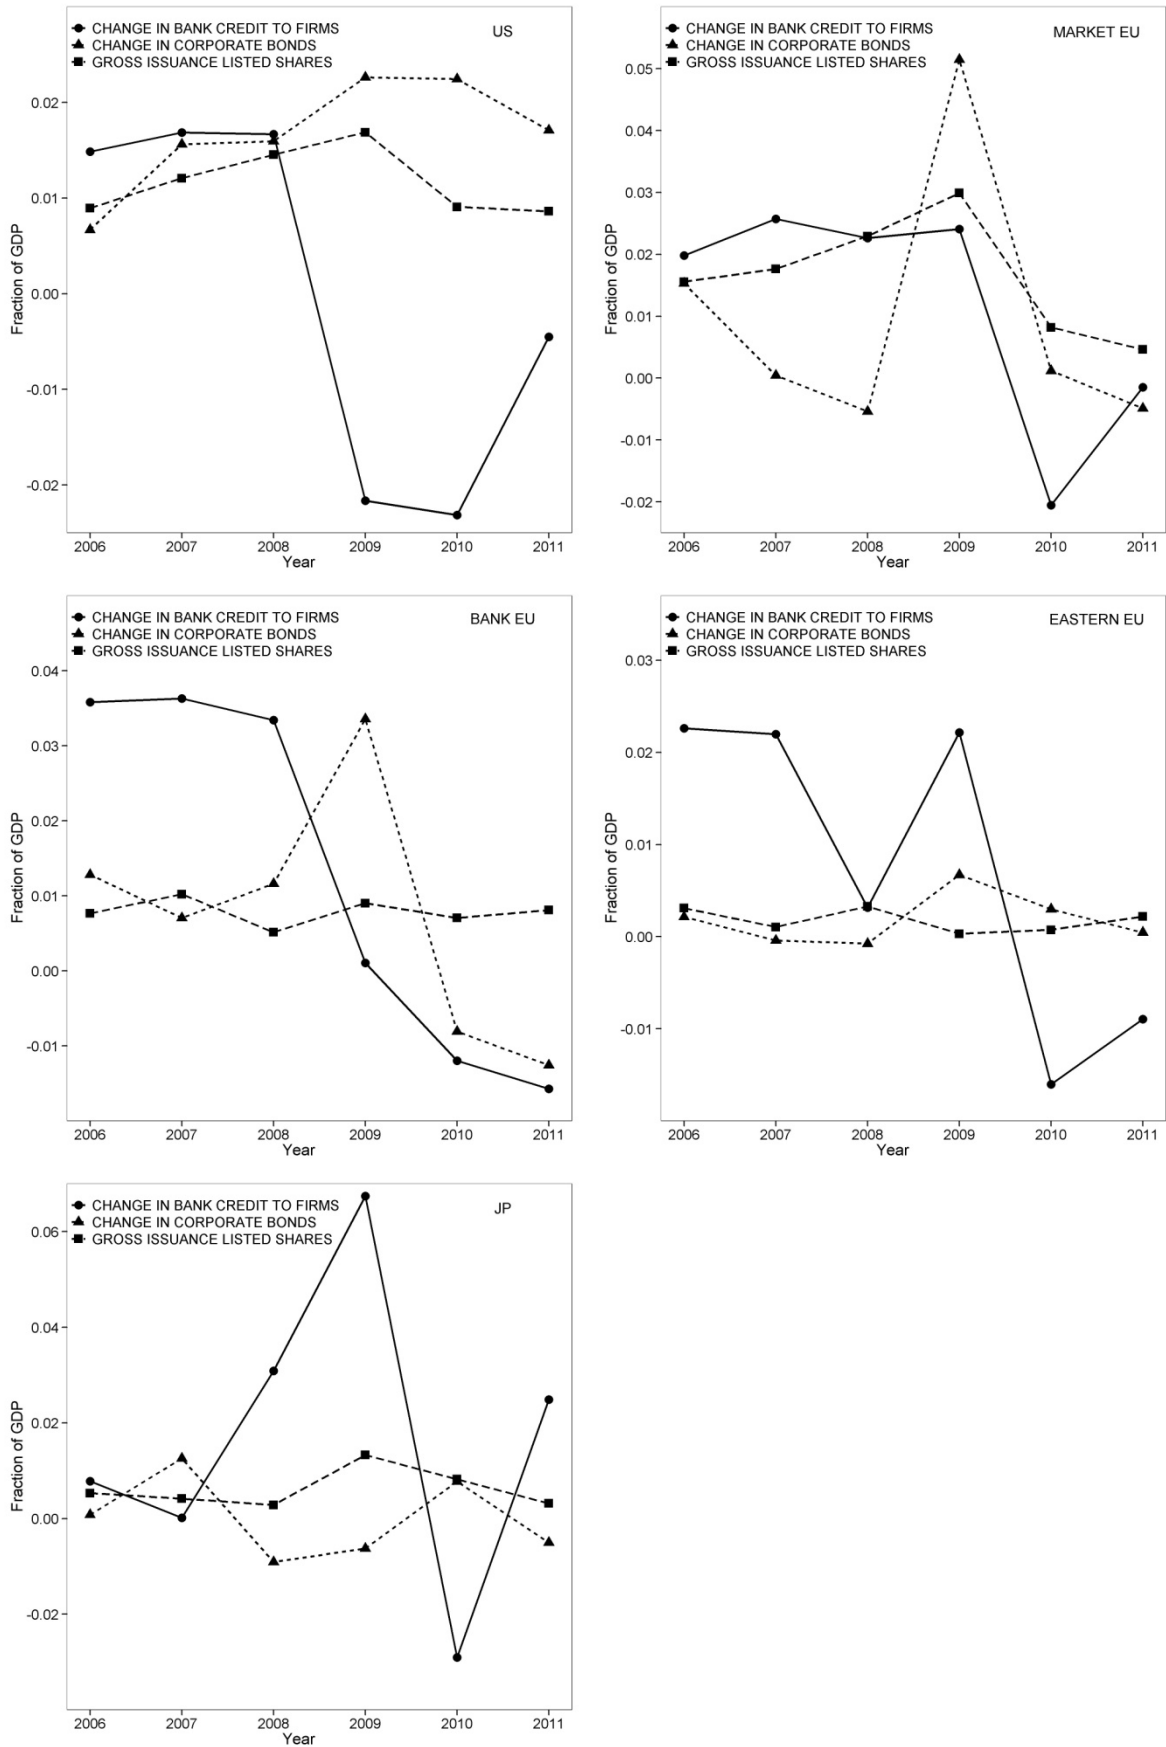 CHANGE IN BANK CREDIT TO FIRMS
CHANGE IN CORPORATE BONDS
GROSS ISSUANCE LISTED SHARES
US
Fraction of GDP
0.02
0.01
0.00
-0.01
-0.02
2006 2007 2008 2009 2010 2011
Year
CHANGE IN BANK CREDIT TO FIRMS
CHANGE IN CORPORATE BONDS
GROSS ISSUANCE LISTED SHARES
MARKET EU
Fraction of GDP
0.05
0.04
0.03
0.02
0.01
0.00
-0.01
-0.02
2006 2007 2008 2009 2010 2011
Year
CHANGE IN BANK CREDIT TO FIRMS
CHANGE IN CORPORATE BONDS
GROSS ISSUANCE LISTED SHARES
BANK EU
Fraction of GDP
0.04
0.03
0.02
0.01
0.00
-0.01
2006 2007 2008 2009 2010 2011
Year
CHANGE IN BANK CREDIT TO FIRMS
CHANGE IN CORPORATE BONDS
GROSS ISSUANCE LISTED SHARES
EASTERN EU
Fraction of GDP
0.03
0.02
0.01
0.00
-0.01
2006 2007 2008 2009 2010 2011
Year
CHANGE IN BANK CREDIT TO FIRMS
CHANGE IN CORPORATE BONDS
GROSS ISSUANCE LISTED SHARES
JP
Fraction of GDP
0.06
0.04
0.02
0.00
-0.02
2006 2007 2008 2009 2010 2011
Year